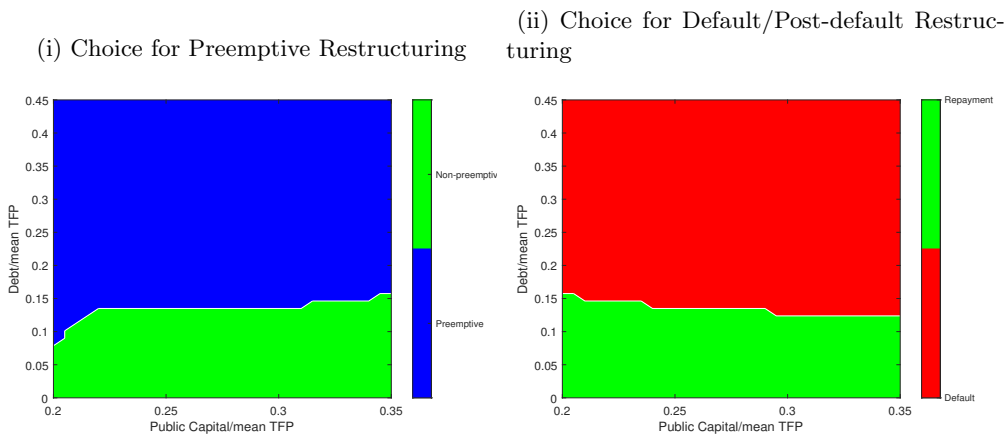 (i) Choice for Preemptive Restructuring
(ii) Choice for Default/Post-default Restruc-
turing
0.45
0.4
0.35
0.3
0.25
0.2
0.15
0.1
0.05
0
Debt/mean TFP
0.2
0.25
0.3
0.35
Public Capital/mean TFP
Non-preemptive
Preemptive
0.45
0.4
0.35
0.3
0.25
0.2
0.15
0.1
0.05
0
Debt/mean TFP
0.2
0.25
0.3
0.35
Public Capital/mean TFP
Repayment
Default